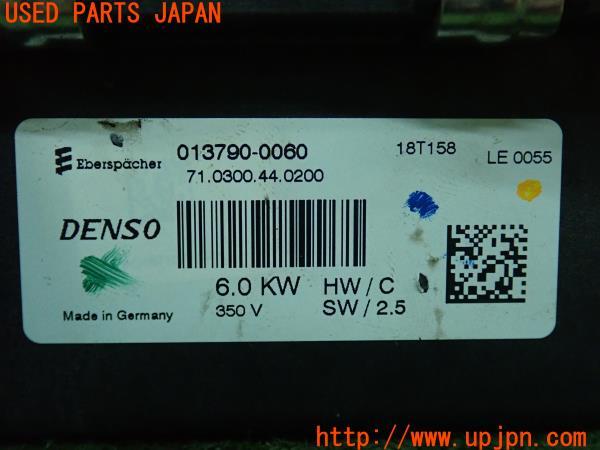 USED PARTS JAPAN
Eberspächer
013790-0060
18T158
LE 0055
71.0300.44.0200
DENSO
6.0 KW HW / C
Made in Germany
350 V SW / 2.5
http://www.upjpn.com